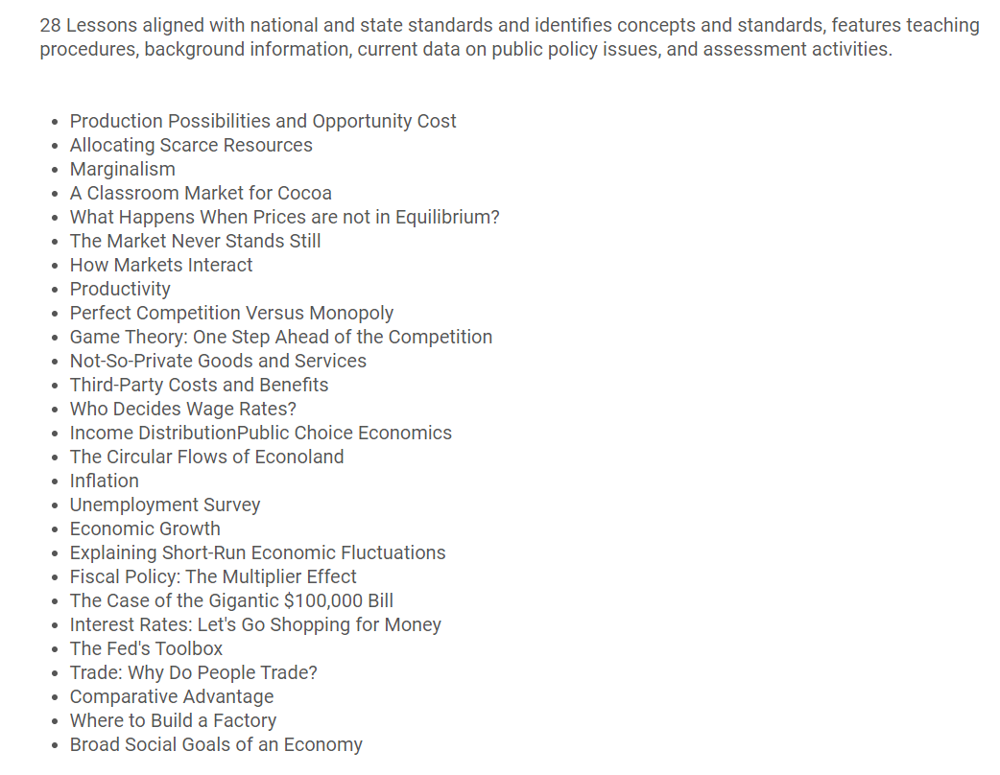 28 Lessons aligned with national and state standards and identifies concepts and standards, features teaching
procedures, background information, current data on public policy issues, and assessment activities.
• Production Possibilities and Opportunity Cost
• Allocating Scarce Resources
• Marginalism
• A Classroom Market for Cocoa
• What Happens When Prices are not in Equilibrium?
• The Market Never Stands Still
• How Markets Interact
• Productivity
• Perfect Competition Versus Monopoly
• Game Theory: One Step Ahead of the Competition
• Not-So-Private Goods and Services
• Third-Party Costs and Benefits
• Who Decides Wage Rates?
• Income DistributionPublic Choice Economics
• The Circular Flows of Econoland
• Inflation
• Unemployment Survey
• Economic Growth
• Explaining Short-Run Economic Fluctuations
• Fiscal Policy: The Multiplier Effect
• The Case of the Gigantic $100,000 Bill
• Interest Rates: Let's Go Shopping for Money
• The Fed's Toolbox
• Trade: Why Do People Trade?
• Comparative Advantage
• Where to Build a Factory
• Broad Social Goals of an Economy